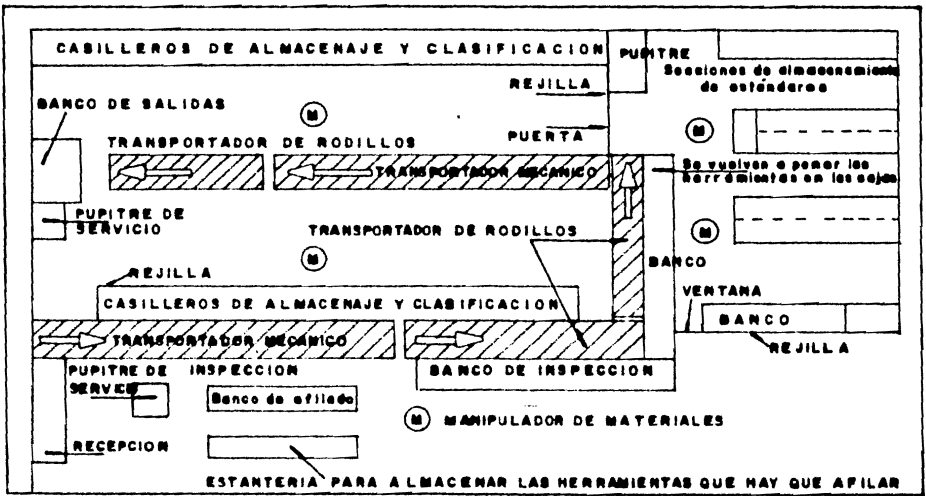 CASILLEROS DE ALMACENAJE Y CLASIFICACION
PUPITRE
Secciones de almacenamiento
de estándares
REJILLA
BANCO DE SALIDAS
M
M
PUERTA
TRANSPORTADOR DE RODILLOS
TRANSPORTADOR MECANICO
Se vuelven a poner las
herramientas en las cajas
PUPITRE DE
SERVICIO
TRANSPORTADOR DE RODILLOS
M
M
BANCO
REJILLA
VENTANA
CASILLEROS DE ALMACENAJE Y CLASIFICACION
BANCO
TRANSPORTADOR MECANICO
REJILLA
PUPITRE DE
SERVICE
INSPECCION
BANCO DE INSPECCION
Banco de afilado
M MANIPULADOR DE MATERIALES
RECEPCION
ESTANTERIA PARA ALMACENAR LAS HERRAMIENTAS QUE HAY QUE AFILAR